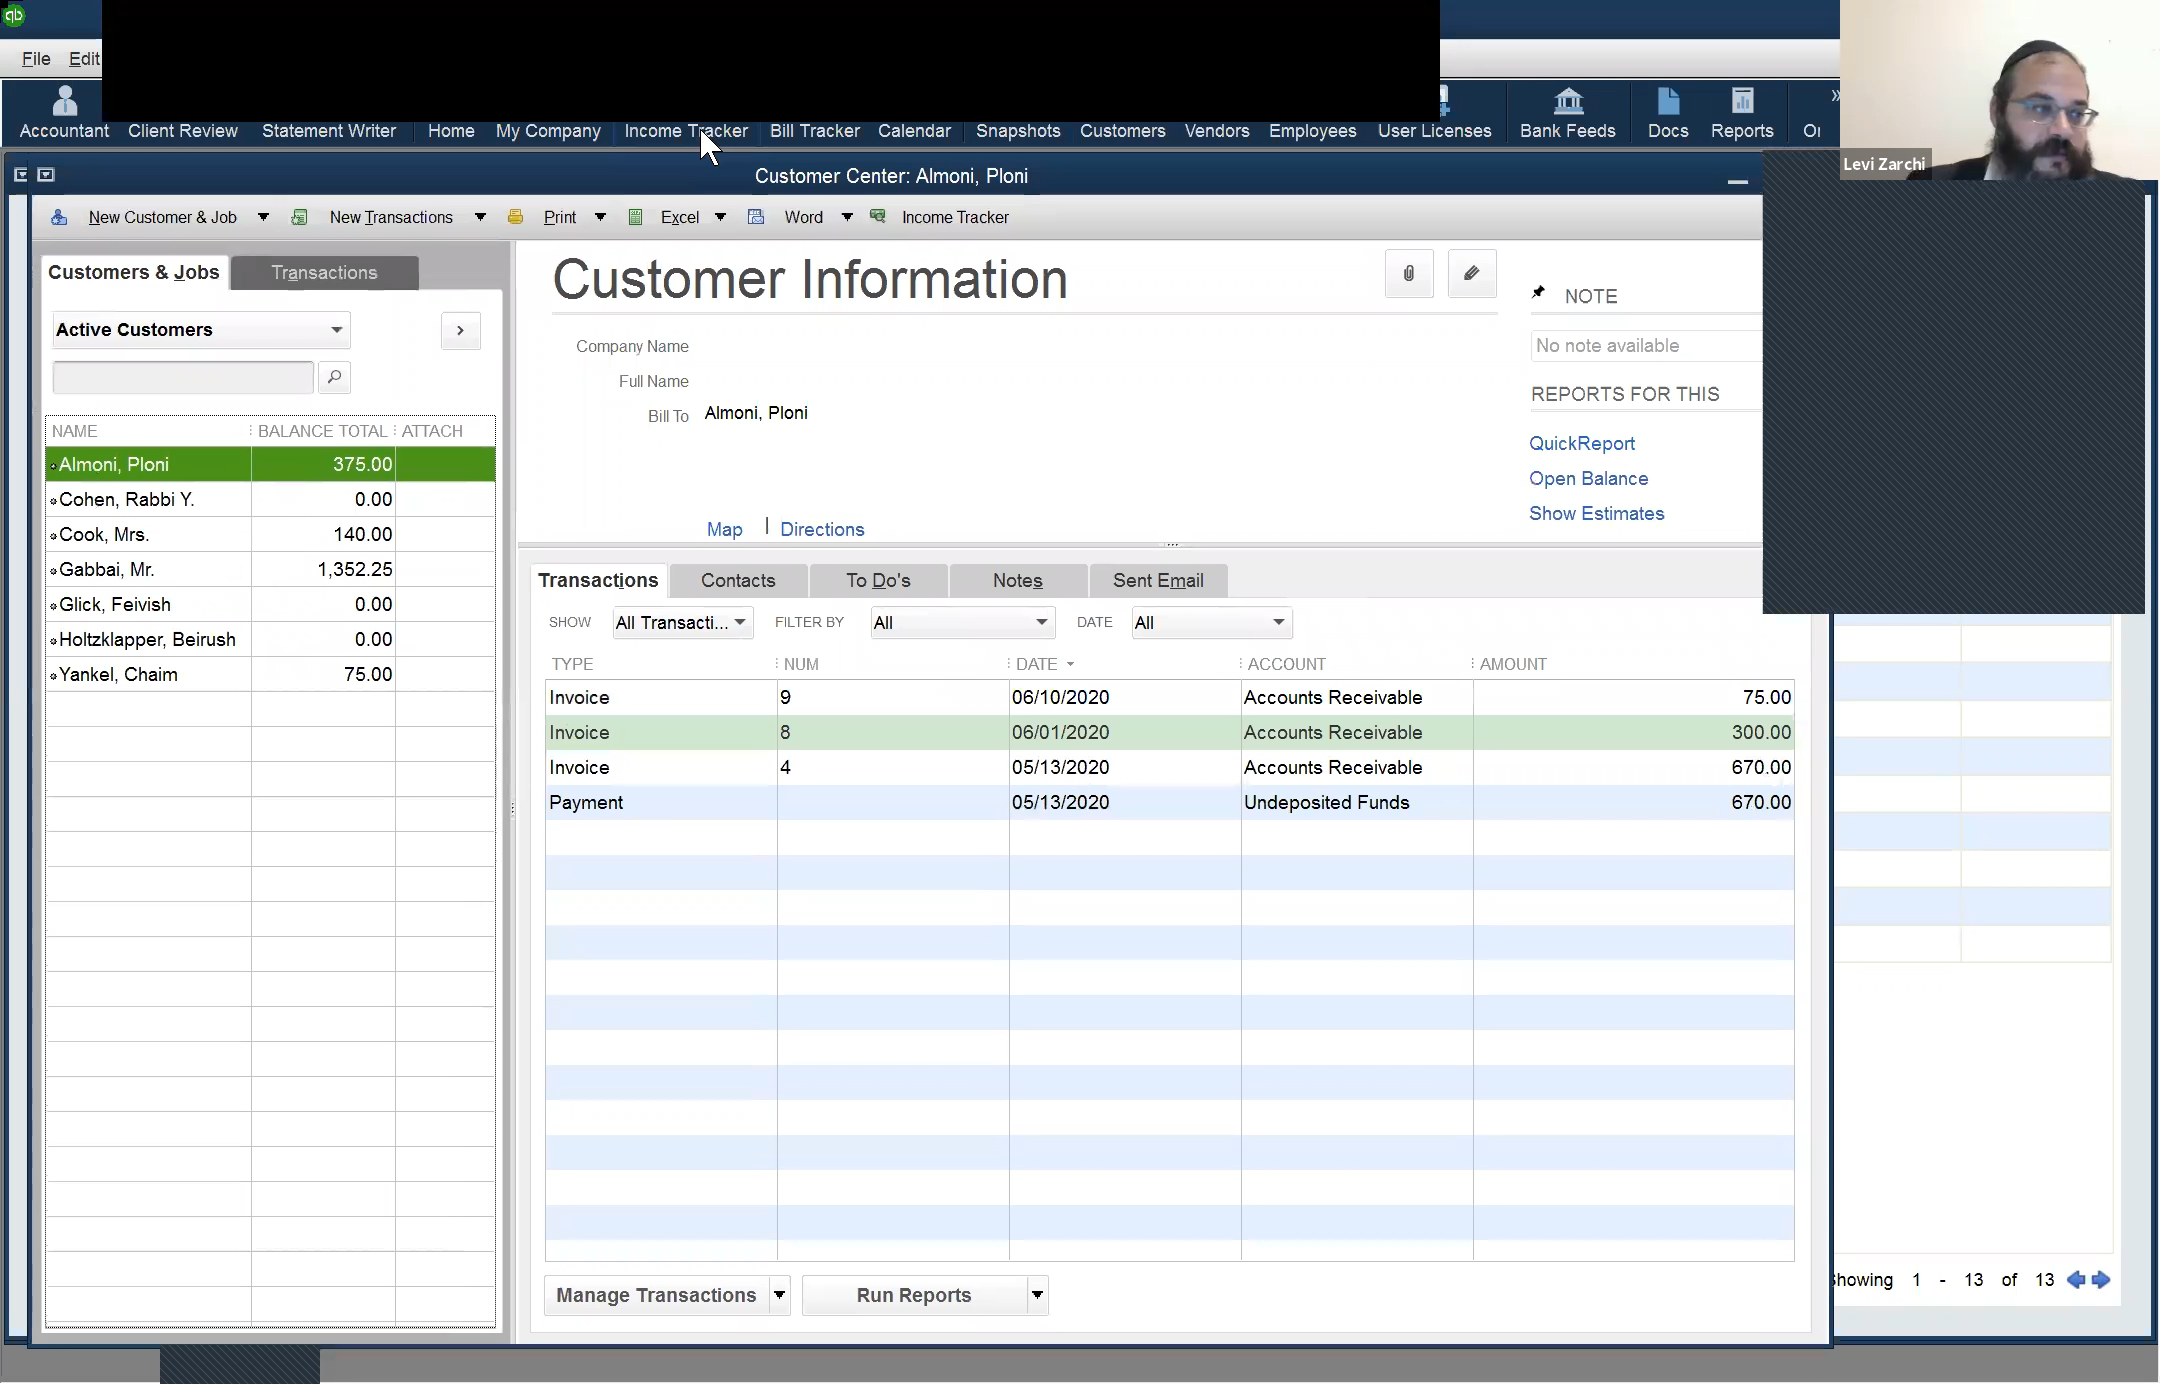 qb
File Edit
Accountant Client Review Statement Writer Home My Company Income Tracker Bill Tracker Calendar Snapshots Customers Vendors Employees User Licenses Bank Feeds Docs Reports
Levi Zarchi
Customer Center: Almoni, Ploni
New Customer & Job New Transactions Print Excel Word Income Tracker
Customers & Jobs Transactions
Active Customers
NAME BALANCE TOTAL ATTACH
Almoni, Ploni 375.00
Cohen, Rabbi Y. 0.00
Cook, Mrs. 140.00
Gabbai, Mr. 1,352.25
Glick, Feivish 0.00
Holtzklapper, Beirush 0.00
Yankel, Chaim 75.00
Customer Information
Company Name
Full Name
Bill To Almoni, Ploni
Map | Directions
NOTE
No note available
REPORTS FOR THIS
QuickReport
Open Balance
Show Estimates
Transactions Contacts To Do's Notes Sent Email
SHOW All Transacti... FILTER BY All DATE All
TYPE NUM DATE ACCOUNT AMOUNT
Invoice 9 06/10/2020 Accounts Receivable 75.00
Invoice 8 06/01/2020 Accounts Receivable 300.00
Invoice 4 05/13/2020 Accounts Receivable 670.00
Payment 05/13/2020 Undeposited Funds 670.00
Manage Transactions Run Reports
howing 1 - 13 of 13